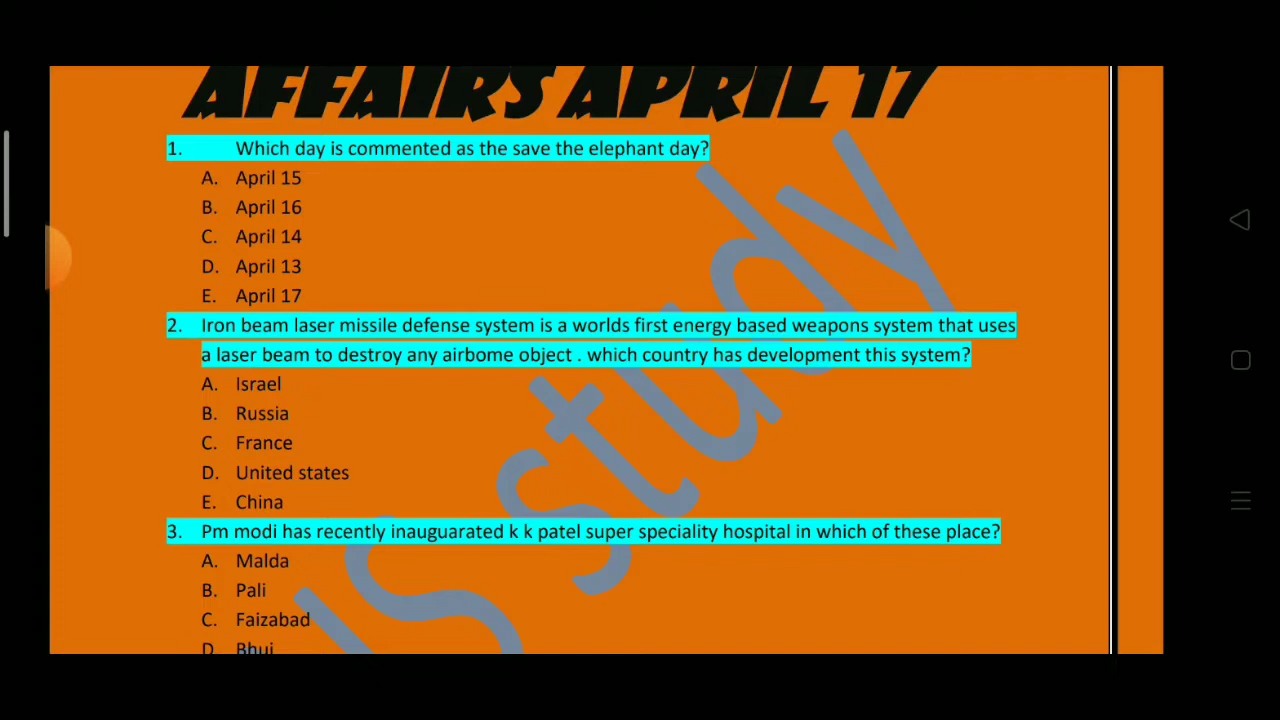 AFFAIRS APRIL 17
1. Which day is commented as the save the elephant day?
A. April 15
B. April 16
C. April 14
D. April 13
E. April 17
2. Iron beam laser missile defense system is a worlds first energy based weapons system that uses
a laser beam to destroy any airbome object . which country has development this system?
A. Israel
B. Russia
C. France
D. United states
E. China
3. Pm modi has recently inauguarated k k patel super speciality hospital in which of these place?
A. Malda
B. Pali
C. Faizabad
D. Bhuj
study